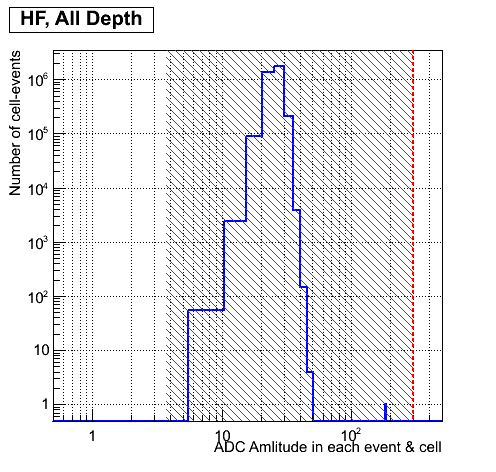 HF, All Depth
Number of cell-events
10^6
10^5
10^4
10^3
10^2
10
1
1 10 10^2
ADC Amlitude in each event & cell